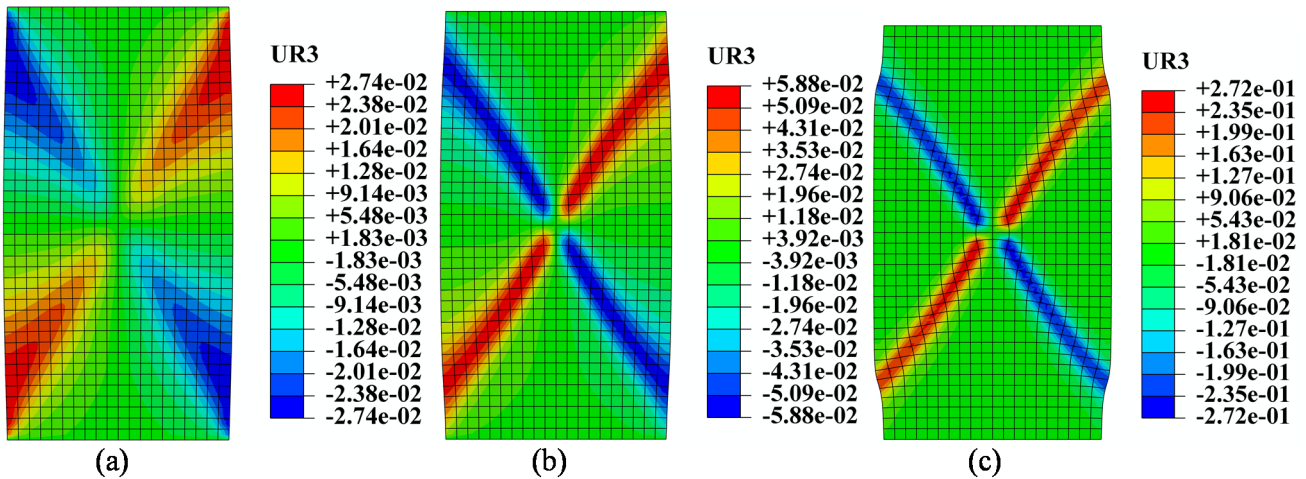 UR3
+2.74e-02
+2.38e-02
+2.01e-02
+1.64e-02
+1.28e-02
+9.14e-03
+5.48e-03
+1.83e-03
-1.83e-03
-5.48e-03
-9.14e-03
-1.28e-02
-1.64e-02
-2.01e-02
-2.38e-02
-2.74e-02
(a)
UR3
+5.88e-02
+5.09e-02
+4.31e-02
+3.53e-02
+2.74e-02
+1.96e-02
+1.18e-02
+3.92e-03
-3.92e-03
-1.18e-02
-1.96e-02
-2.74e-02
-3.53e-02
-4.31e-02
-5.09e-02
-5.88e-02
(b)
UR3
+2.72e-01
+2.35e-01
+1.99e-01
+1.63e-01
+1.27e-01
+9.06e-02
+5.43e-02
+1.81e-02
-1.81e-02
-5.43e-02
-9.06e-02
-1.27e-01
-1.63e-01
-1.99e-01
-2.35e-01
-2.72e-01
(c)